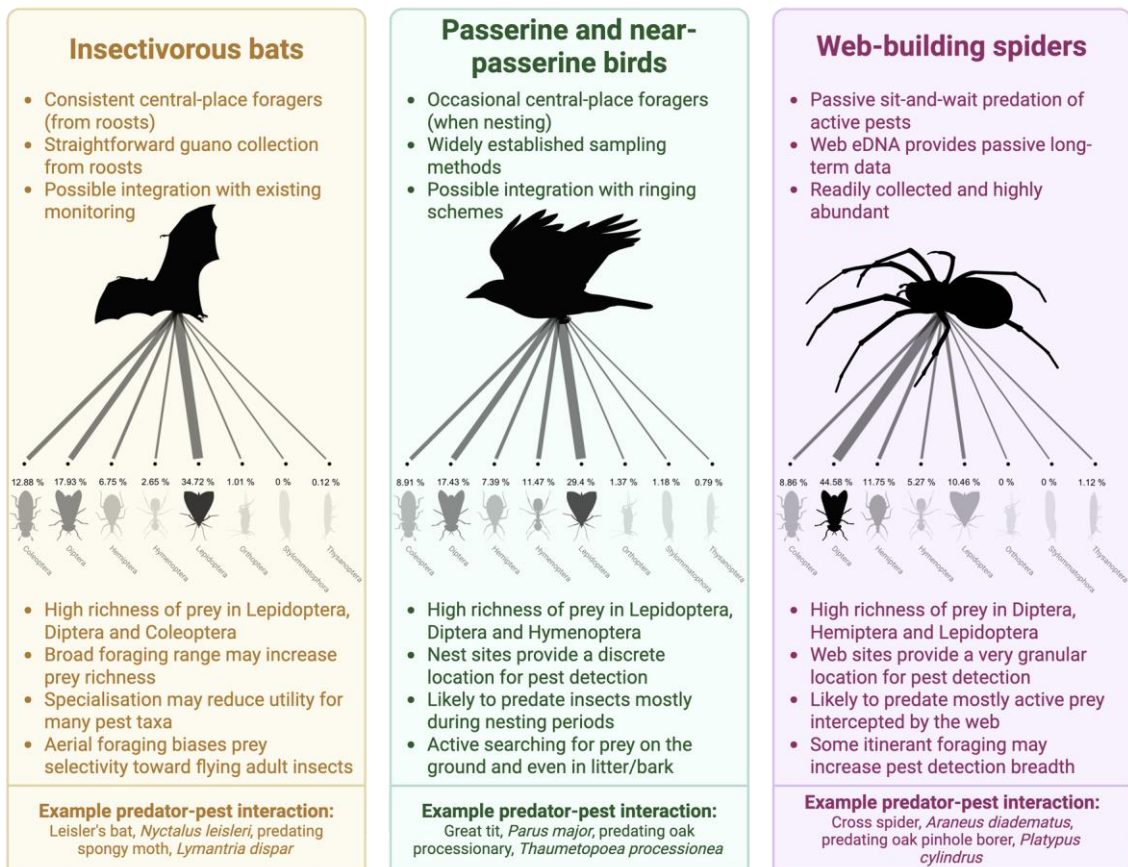 Insectivorous bats
• Consistent central-place foragers
(from roosts)
• Straightforward guano collection
from roosts
• Possible integration with existing
monitoring
12.88 % 17.93 % 6.75 % 2.65 % 34.72 % 1.01 % 0 % 0.12 %
Coleoptera Diptera Hemiptera Hymenoptera Lepidoptera Orthoptera Stylommatophora Thysanoptera
• High richness of prey in Lepidoptera,
Diptera and Coleoptera
• Broad foraging range may increase
prey richness
• Specialisation may reduce utility for
many pest taxa
• Aerial foraging biases prey
selectivity toward flying adult insects
Example predator-pest interaction:
Leisler's bat, Nyctalus leisleri, predating
spongy moth, Lymantria dispar
Passerine and near-
passerine birds
• Occasional central-place foragers
(when nesting)
• Widely established sampling
methods
• Possible integration with ringing
schemes
8.91 % 17.43 % 7.39 % 11.47 % 29.4 % 1.37 % 1.18 % 0.79 %
Coleoptera Diptera Hemiptera Hymenoptera Lepidoptera Orthoptera Stylommatophora Thysanoptera
• High richness of prey in Lepidoptera,
Diptera and Hymenoptera
• Nest sites provide a discrete
location for pest detection
• Likely to predate insects mostly
during nesting periods
• Active searching for prey on the
ground and even in litter/bark
Example predator-pest interaction:
Great tit, Parus major, predating oak
processionary, Thaumetopoea processionea
Web-building spiders
• Passive sit-and-wait predation of
active pests
• Web eDNA provides passive long-
term data
• Readily collected and highly
abundant
8.86 % 44.58 % 11.75 % 5.27 % 10.46 % 0 % 0 % 1.12 %
Coleoptera Diptera Hemiptera Hymenoptera Lepidoptera Orthoptera Stylommatophora Thysanoptera
• High richness of prey in Diptera,
Hemiptera and Lepidoptera
• Web sites provide a very granular
location for pest detection
• Likely to predate mostly active prey
intercepted by the web
• Some itinerant foraging may
increase pest detection breadth
Example predator-pest interaction:
Cross spider, Araneus diadematus,
predating oak pinhole borer, Platypus
cylindrus